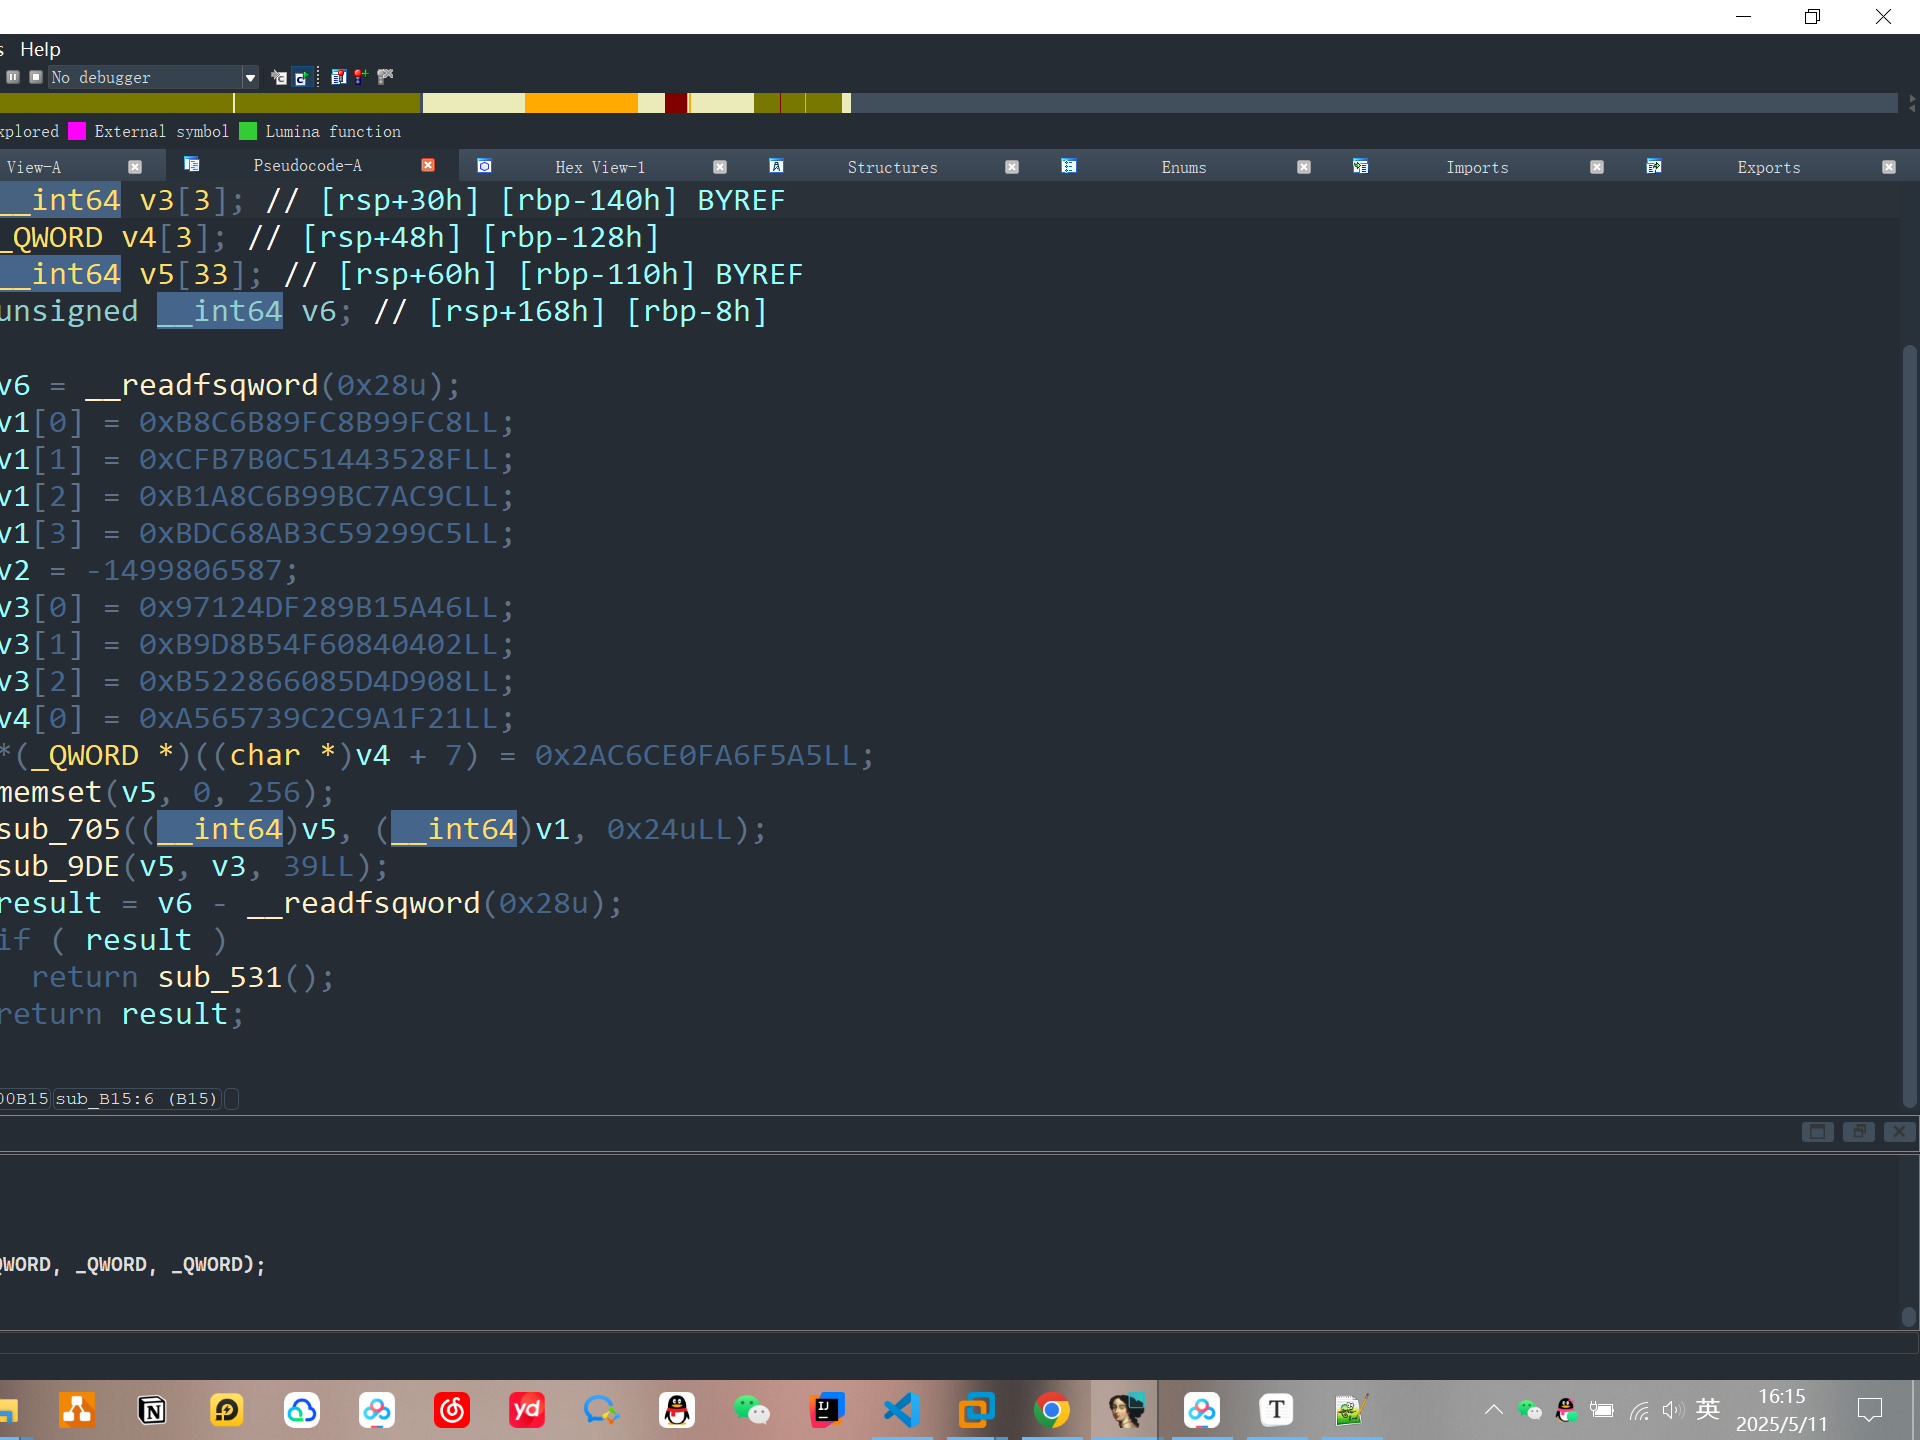 s Help
No debugger
xplored External symbol Lumina function
View-A Pseudocode-A Hex View-1 Structures Enums Imports Exports
__int64 v3[3]; // [rsp+30h] [rbp-140h] BYREF
_QWORD v4[3]; // [rsp+48h] [rbp-128h]
__int64 v5[33]; // [rsp+60h] [rbp-110h] BYREF
unsigned __int64 v6; // [rsp+168h] [rbp-8h]
v6 = __readfsqword(0x28u);
v1[0] = 0xB8C6B89FC8B99FC8LL;
v1[1] = 0xCFB7B0C51443528FLL;
v1[2] = 0xB1A8C6B99BC7AC9CLL;
v1[3] = 0xBDC68AB3C59299C5LL;
v2 = -1499806587;
v3[0] = 0x97124DF289B15A46LL;
v3[1] = 0xB9D8B54F60840402LL;
v3[2] = 0xB522866085D4D908LL;
v4[0] = 0xA565739C2C9A1F21LL;
*(_QWORD *)((char *)v4 + 7) = 0x2AC6CE0FA6F5A5LL;
memset(v5, 0, 256);
sub_705((__int64)v5, (__int64)v1, 0x24uLL);
sub_9DE(v5, v3, 39LL);
result = v6 - __readfsqword(0x28u);
if ( result )
return sub_531();
return result;
00B15 sub_B15:6 (B15)
QWORD, _QWORD, _QWORD);
yd
IJ
T
英
16:15
2025/5/11